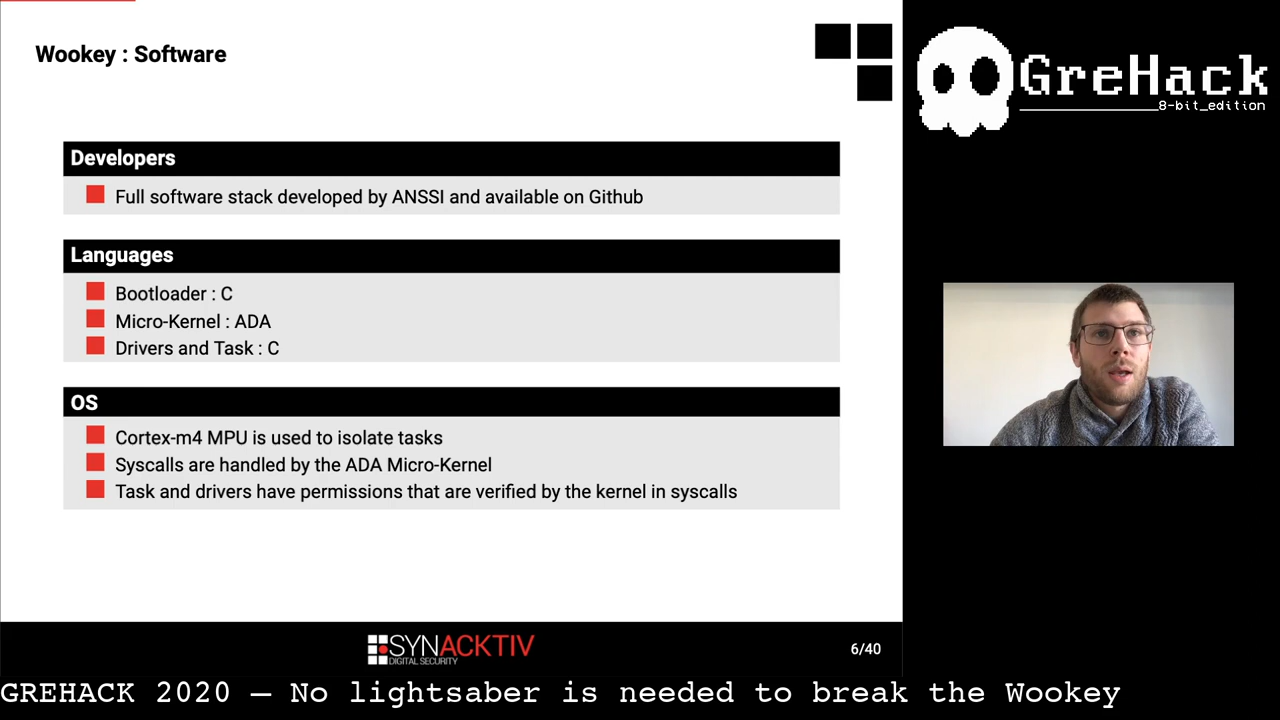 Wookey : Software
GreHack
8-bit_edition
Developers
Full software stack developed by ANSSI and available on Github
Languages
Bootloader : C
Micro-Kernel : ADA
Drivers and Task : C
OS
Cortex-m4 MPU is used to isolate tasks
Syscalls are handled by the ADA Micro-Kernel
Task and drivers have permissions that are verified by the kernel in syscalls
SYNACKTIV
DIGITAL SECURITY
6/40
GREHACK 2020 — No lightsaber is needed to break the Wookey